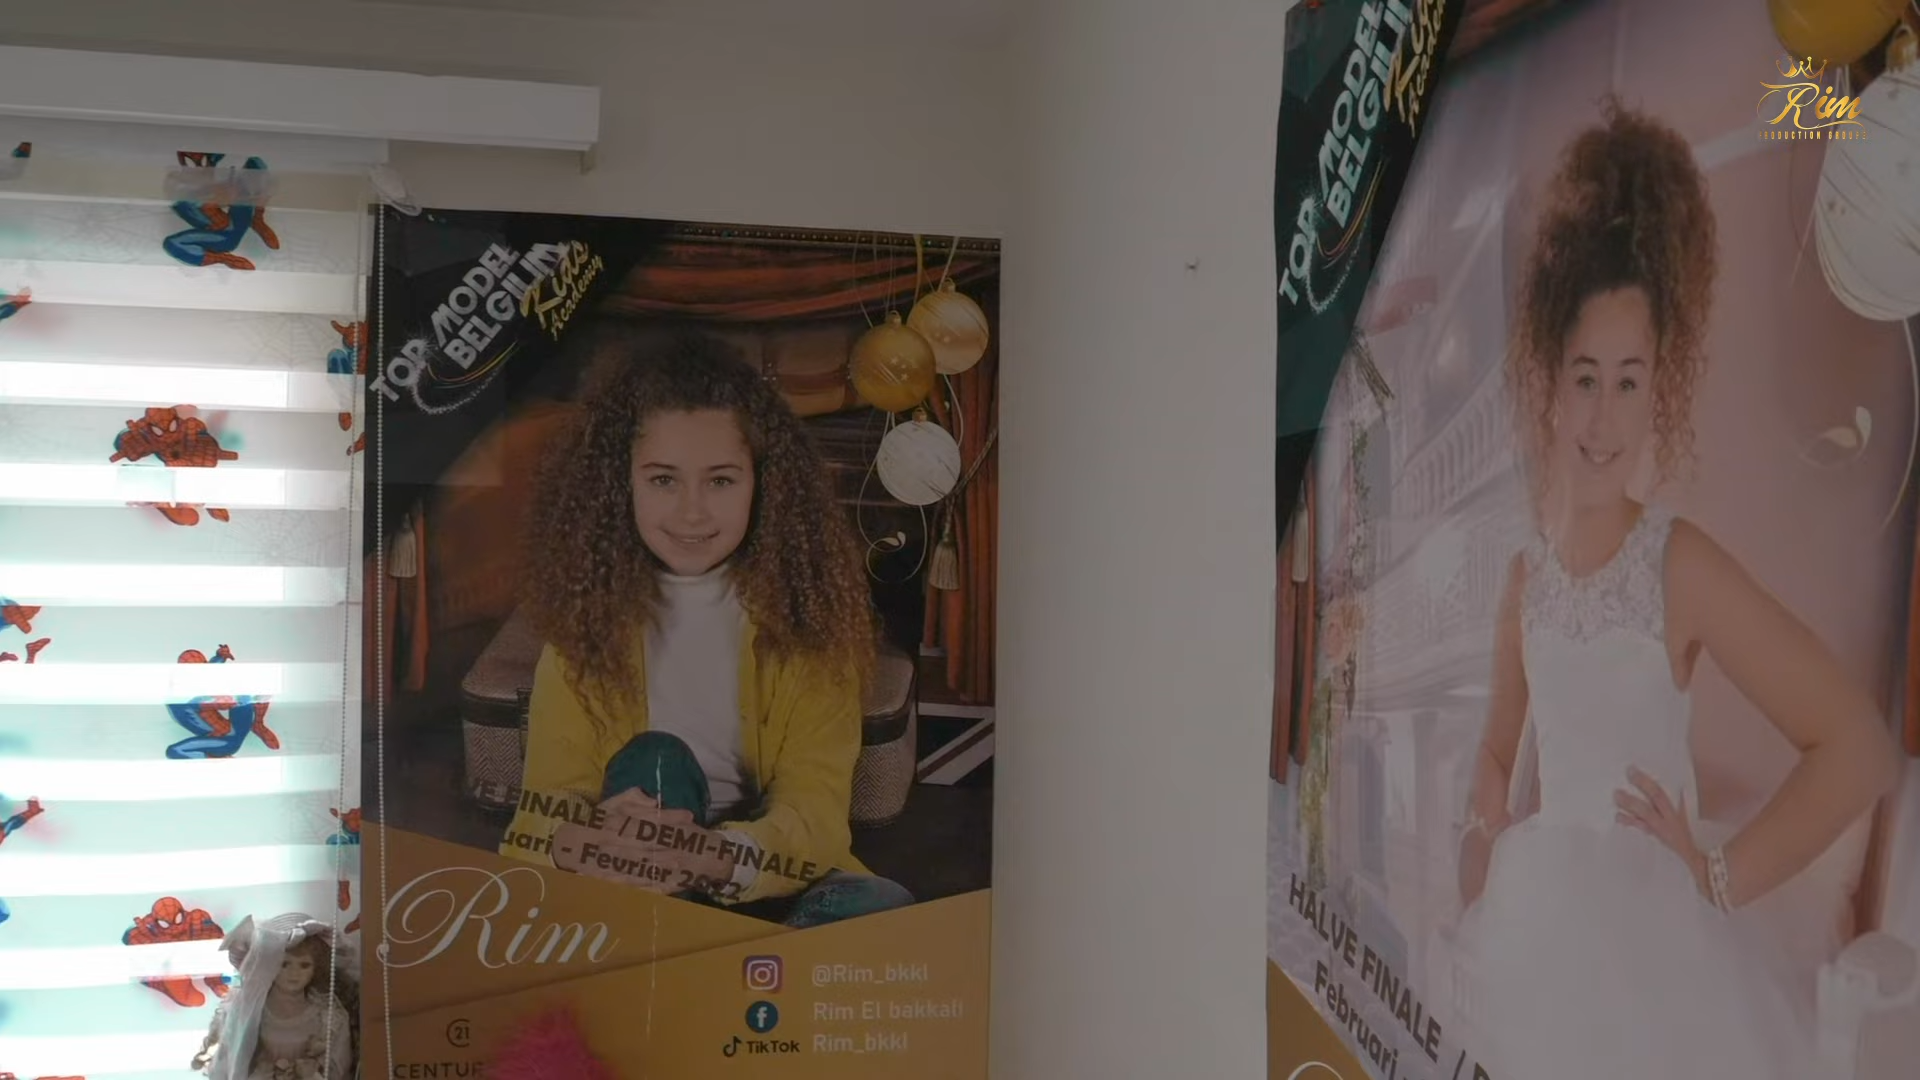 TOP MODEL
BELGIUM
Kids
Academy
VE FINALE / DEMI-FINALE
uari - Fevrier 2022
Rim
@Rim_bkkl
Rim El bakkali
TikTok Rim_bkkl
21
CENTUR
TOP MODEL
BELGIUM
HALVE FINALE /
Februari
Rim
PRODUCTION GROUPE